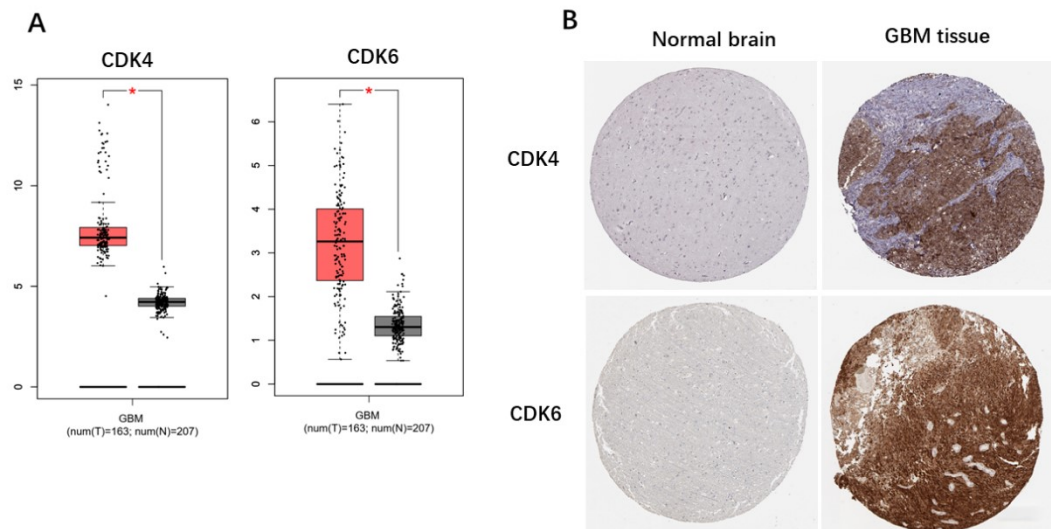 A
CDK4
CDK6
*
*
15
10
5
0
6
5
4
3
2
1
0
GBM
(num(T)=163; num(N)=207)
GBM
(num(T)=163; num(N)=207)
B
Normal brain
GBM tissue
CDK4
CDK6